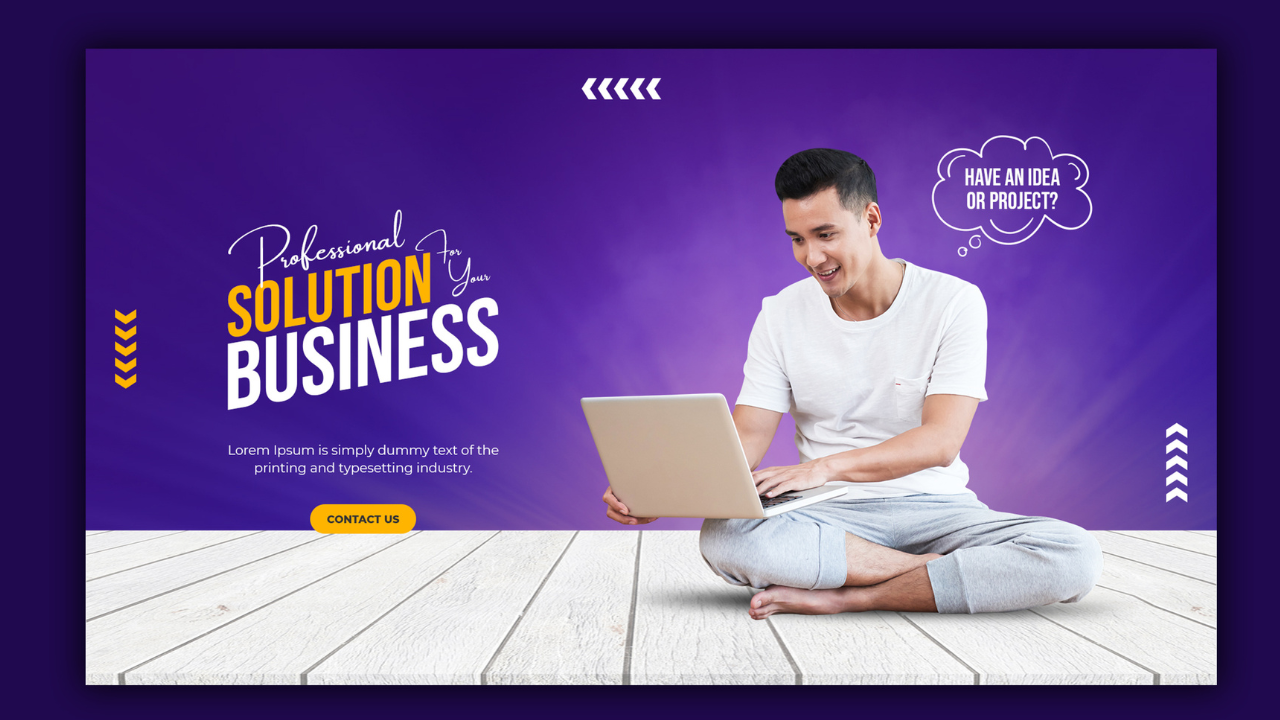 Professional
For
Your
SOLUTION
BUSINESS
Lorem Ipsum is simply dummy text of the
printing and typesetting industry.
CONTACT US
HAVE AN IDEA
OR PROJECT?